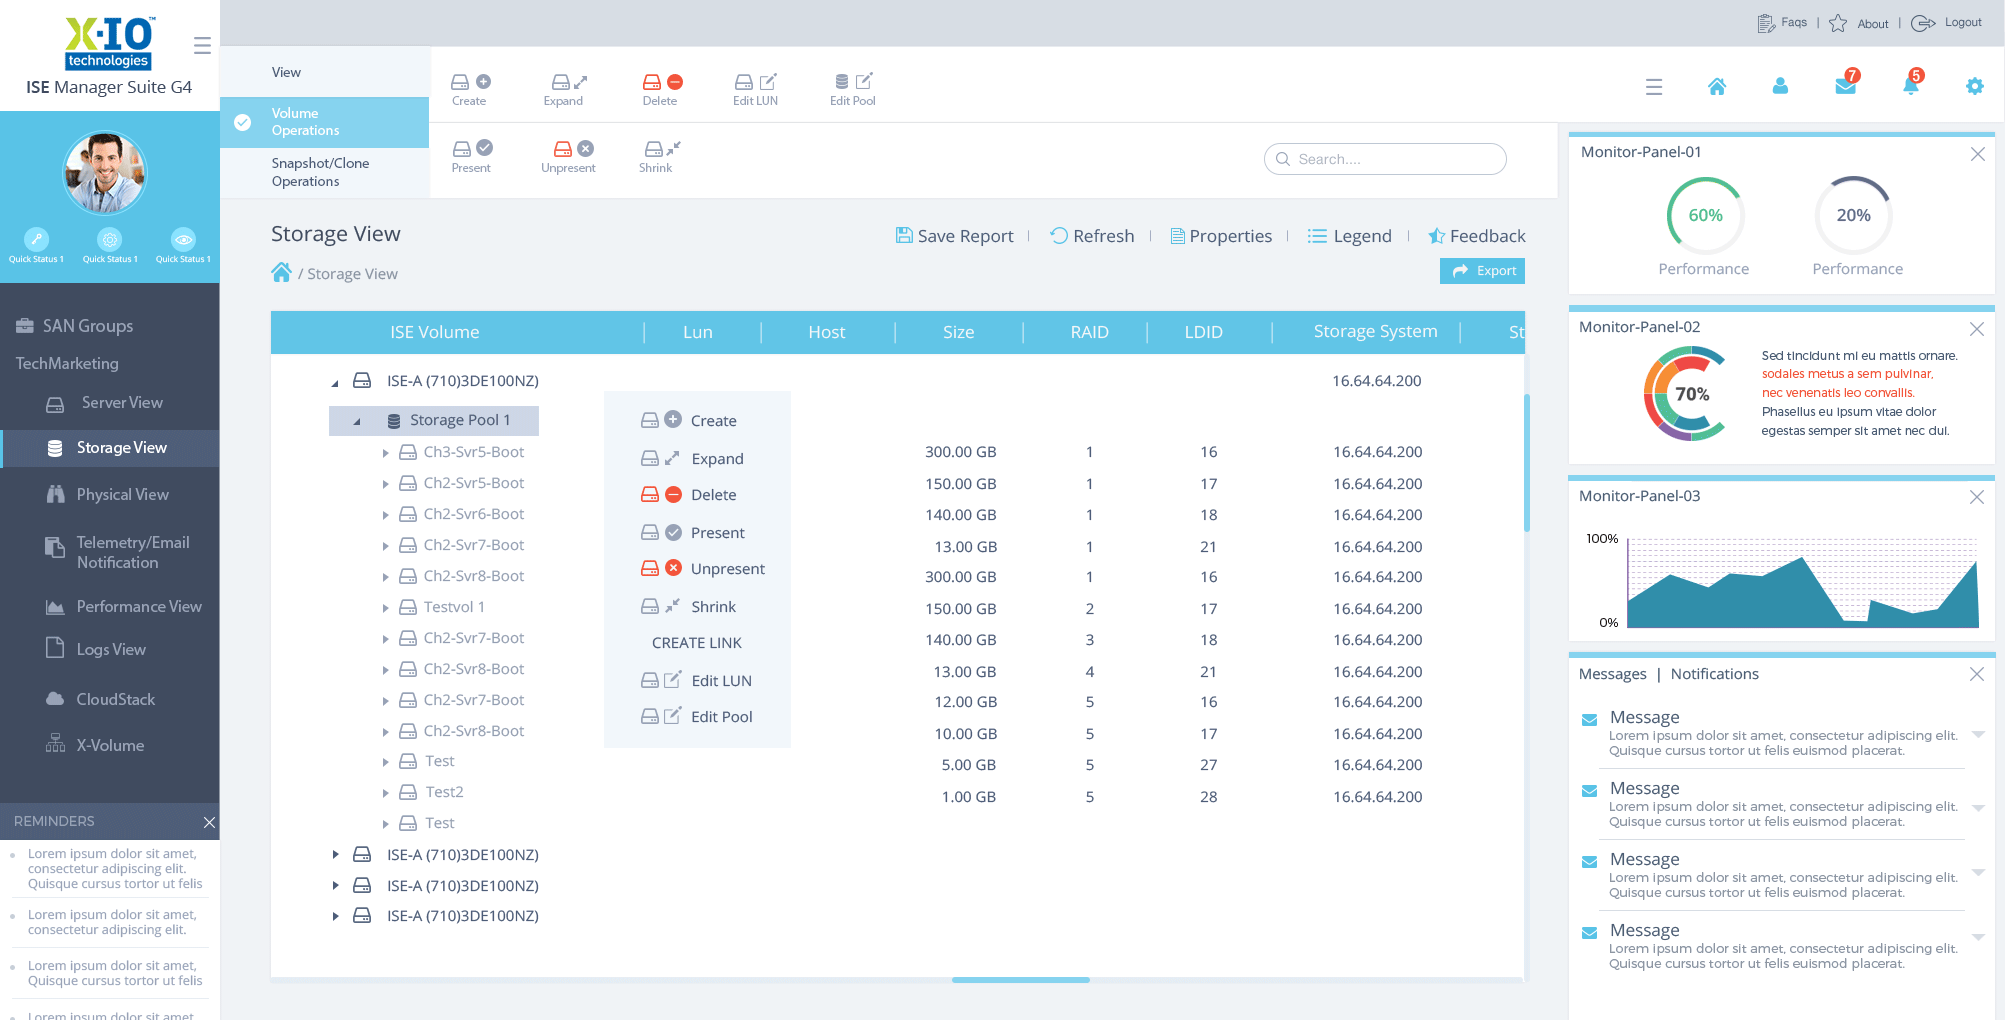 X-IO™
technologies
ISE Manager Suite G4
Faqs | About | Logout
View
Volume
Operations
Snapshot/Clone
Operations
Create
Expand
Delete
Edit LUN
Edit Pool
Present
Unpresent
Shrink
7
5
Search....
Quick Status 1
Quick Status 1
Quick Status 1
SAN Groups
TechMarketing
Server View
Storage View
Physical View
Telemetry/Email
Notification
Performance View
Logs View
CloudStack
X-Volume
REMINDERS
Lorem ipsum dolor sit amet,
consectetur adipiscing elit.
Quisque cursus tortor ut felis
Lorem ipsum dolor sit amet,
consectetur adipiscing elit.
Lorem ipsum dolor sit amet,
Quisque cursus tortor ut felis
Lorem ipsum dolor sit amet
Storage View
/ Storage View
Save Report | Refresh | Properties | Legend | Feedback
Export
ISE Volume | Lun | Host | Size | RAID | LDID | Storage System | St
ISE-A (710)3DE100NZ) 16.64.64.200
Storage Pool 1
Ch3-Svr5-Boot 300.00 GB 1 16 16.64.64.200
Ch2-Svr5-Boot 150.00 GB 1 17 16.64.64.200
Ch2-Svr6-Boot 140.00 GB 1 18 16.64.64.200
Ch2-Svr7-Boot 13.00 GB 1 21 16.64.64.200
Ch2-Svr8-Boot 300.00 GB 1 16 16.64.64.200
Testvol 1 150.00 GB 2 17 16.64.64.200
Ch2-Svr7-Boot 140.00 GB 3 18 16.64.64.200
Ch2-Svr8-Boot 13.00 GB 4 21 16.64.64.200
Ch2-Svr7-Boot 12.00 GB 5 16 16.64.64.200
Ch2-Svr8-Boot 10.00 GB 5 17 16.64.64.200
Test 5.00 GB 5 27 16.64.64.200
Test2 1.00 GB 5 28 16.64.64.200
Test
ISE-A (710)3DE100NZ)
ISE-A (710)3DE100NZ)
ISE-A (710)3DE100NZ)
Create
Expand
Delete
Present
Unpresent
Shrink
CREATE LINK
Edit LUN
Edit Pool
Monitor-Panel-01
60%
20%
Performance
Performance
Monitor-Panel-02
70%
Sed tincidunt mi eu mattis ornare.
sodales metus a sem pulvinar,
nec venenatis leo convallis.
Phasellus eu ipsum vitae dolor
egestas semper sit amet nec dul.
Monitor-Panel-03
100%
0%
Messages | Notifications
Message
Lorem ipsum dolor sit amet, consectetur adipiscing elit.
Quisque cursus tortor ut felis euismod placerat.
Message
Lorem ipsum dolor sit amet, consectetur adipiscing elit.
Quisque cursus tortor ut felis euismod placerat.
Message
Lorem ipsum dolor sit amet, consectetur adipiscing elit.
Quisque cursus tortor ut felis euismod placerat.
Message
Lorem ipsum dolor sit amet, consectetur adipiscing elit.
Quisque cursus tortor ut felis euismod placerat.